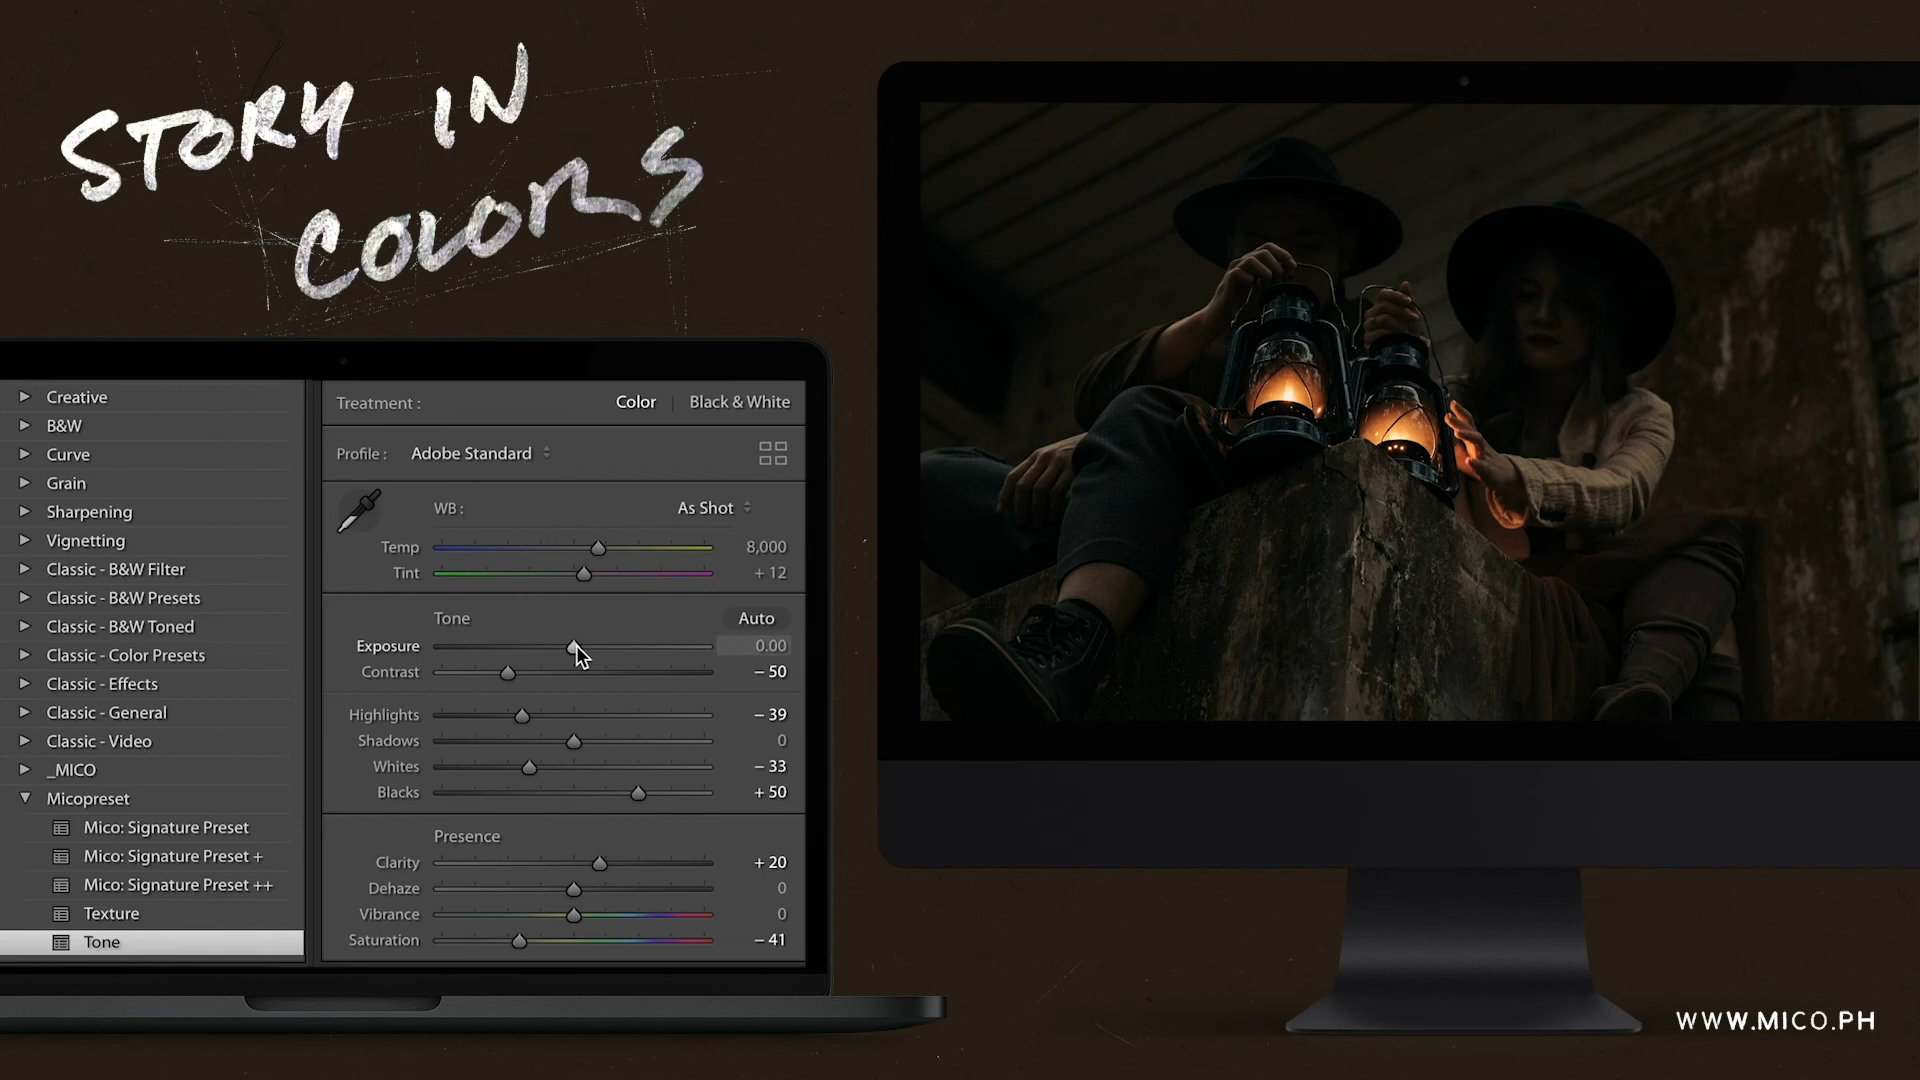 STORY IN
COLORS
Creative
B&W
Curve
Grain
Sharpening
Vignetting
Classic - B&W Filter
Classic - B&W Presets
Classic - B&W Toned
Classic - Color Presets
Classic - Effects
Classic - General
Classic - Video
_MICO
Micopreset
Mico: Signature Preset
Mico: Signature Preset +
Mico: Signature Preset ++
Texture
Tone
Treatment : Color | Black & White
Profile : Adobe Standard
WB : As Shot
Temp 8,000
Tint + 12
Tone Auto
Exposure 0.00
Contrast – 50
Highlights – 39
Shadows 0
Whites – 33
Blacks + 50
Presence
Clarity + 20
Dehaze 0
Vibrance 0
Saturation – 41
WWW.MICO.PH